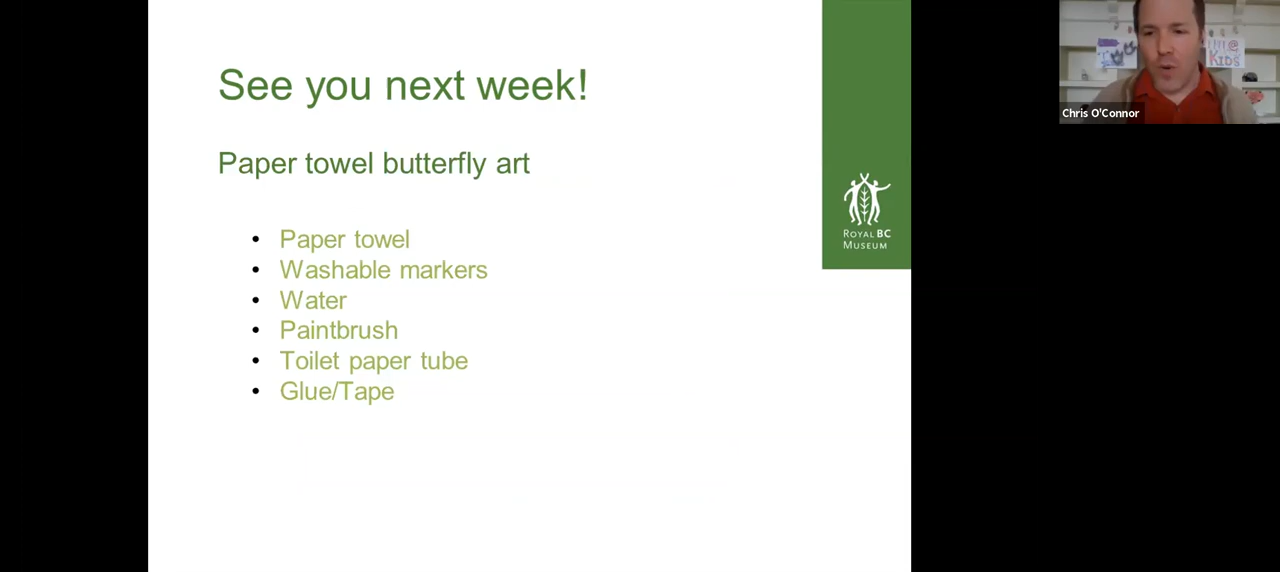 See you next week!
Paper towel butterfly art
• Paper towel
• Washable markers
• Water
• Paintbrush
• Toilet paper tube
• Glue/Tape
ROYAL BC
MUSEUM
KIDS
Chris O'Connor